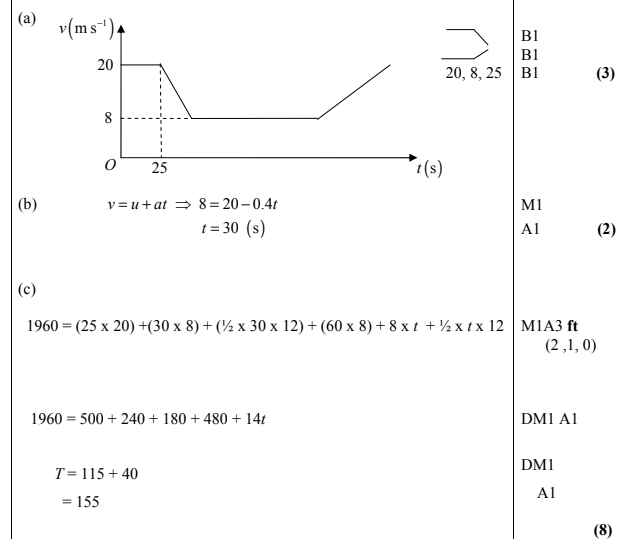 (a)
v(m s⁻¹)
B1
B1
20
20, 8, 25
B1
(3)
8
O
25
t(s)
(b)
v = u + at ⇒ 8 = 20 − 0.4t
M1
t = 30 (s)
A1
(2)
(c)
1960 = (25 x 20) +(30 x 8) + (½ x 30 x 12) + (60 x 8) + 8 x t + ½ x t x 12
M1A3 ft
(2 ,1, 0)
1960 = 500 + 240 + 180 + 480 + 14t
DM1 A1
T = 115 + 40
DM1
= 155
A1
(8)